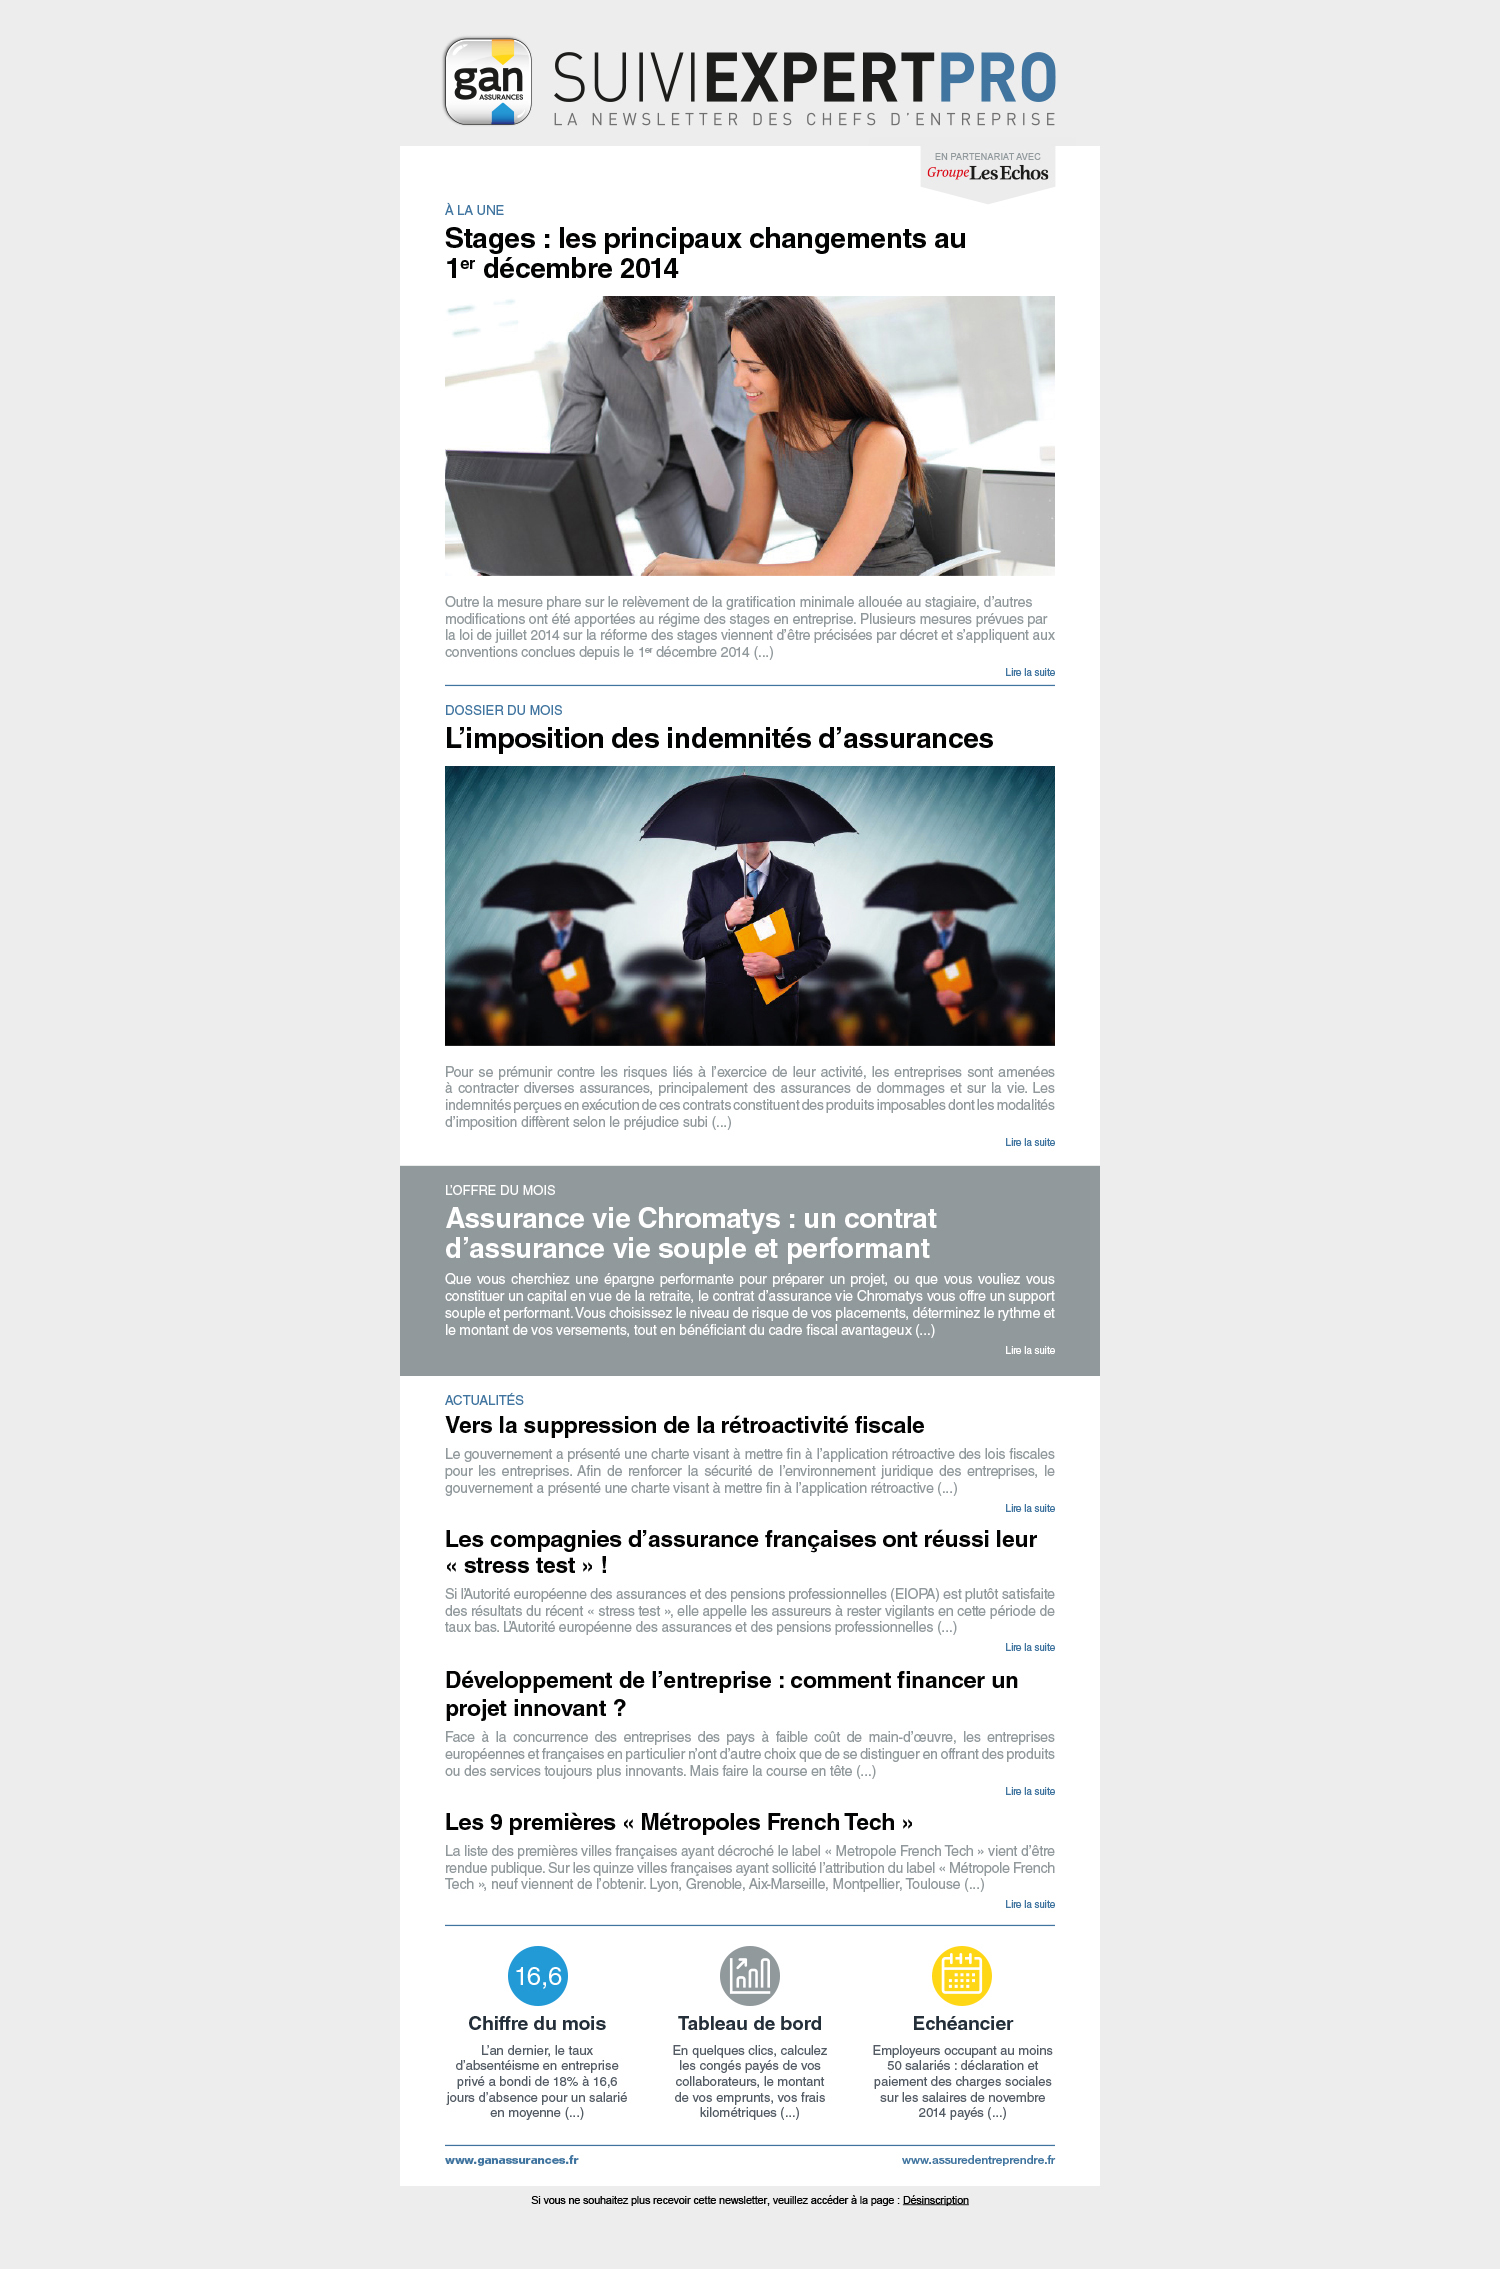 gan
ASSURANCES
SUIVIEXPERTPRO
LA NEWSLETTER DES CHEFS D'ENTREPRISE
EN PARTENARIAT AVEC
GroupeLesEchos
À LA UNE
Stages : les principaux changements au
1er décembre 2014
Outre la mesure phare sur le relèvement de la gratification minimale allouée au stagiaire, d’autres
modifications ont été apportées au régime des stages en entreprise. Plusieurs mesures prévues par
la loi de juillet 2014 sur la réforme des stages viennent d’être précisées par décret et s’appliquent aux
conventions conclues depuis le 1er décembre 2014 (...)
Lire la suite
DOSSIER DU MOIS
L’imposition des indemnités d’assurances
Pour se prémunir contre les risques liés à l’exercice de leur activité, les entreprises sont amenées
à contracter diverses assurances, principalement des assurances de dommages et sur la vie. Les
indemnités perçues en exécution de ces contrats constituent des produits imposables dont les modalités
d’imposition diffèrent selon le préjudice subi (...)
Lire la suite
L’OFFRE DU MOIS
Assurance vie Chromatys : un contrat
d’assurance vie souple et performant
Que vous cherchiez une épargne performante pour préparer un projet, ou que vous vouliez vous
constituer un capital en vue de la retraite, le contrat d’assurance vie Chromatys vous offre un support
souple et performant. Vous choisissez le niveau de risque de vos placements, déterminez le rythme et
le montant de vos versements, tout en bénéficiant du cadre fiscal avantageux (...)
Lire la suite
ACTUALITÉS
Vers la suppression de la rétroactivité fiscale
Le gouvernement a présenté une charte visant à mettre fin à l’application rétroactive des lois fiscales
pour les entreprises. Afin de renforcer la sécurité de l’environnement juridique des entreprises, le
gouvernement a présenté une charte visant à mettre fin à l’application rétroactive (...)
Lire la suite
Les compagnies d’assurance françaises ont réussi leur
« stress test » !
Si l’Autorité européenne des assurances et des pensions professionnelles (EIOPA) est plutôt satisfaite
des résultats du récent « stress test », elle appelle les assureurs à rester vigilants en cette période de
taux bas. L’Autorité européenne des assurances et des pensions professionnelles (...)
Lire la suite
Développement de l’entreprise : comment financer un
projet innovant ?
Face à la concurrence des entreprises des pays à faible coût de main-d’œuvre, les entreprises
européennes et françaises en particulier n’ont d’autre choix que de se distinguer en offrant des produits
ou des services toujours plus innovants. Mais faire la course en tête (...)
Lire la suite
Les 9 premières « Métropoles French Tech »
La liste des premières villes françaises ayant décroché le label « Metropole French Tech » vient d’être
rendue publique. Sur les quinze villes françaises ayant sollicité l’attribution du label « Métropole French
Tech », neuf viennent de l’obtenir. Lyon, Grenoble, Aix-Marseille, Montpellier, Toulouse (...)
Lire la suite
16,6
Chiffre du mois
L’an dernier, le taux
d’absentéisme en entreprise
privé a bondi de 18% à 16,6
jours d’absence pour un salarié
en moyenne (...)
Tableau de bord
En quelques clics, calculez
les congés payés de vos
collaborateurs, le montant
de vos emprunts, vos frais
kilométriques (...)
Echéancier
Employeurs occupant au moins
50 salariés : déclaration et
paiement des charges sociales
sur les salaires de novembre
2014 payés (...)
www.ganassurances.fr
www.assuredentreprendre.fr
Si vous ne souhaitez plus recevoir cette newsletter, veuillez accéder à la page : Désinscription